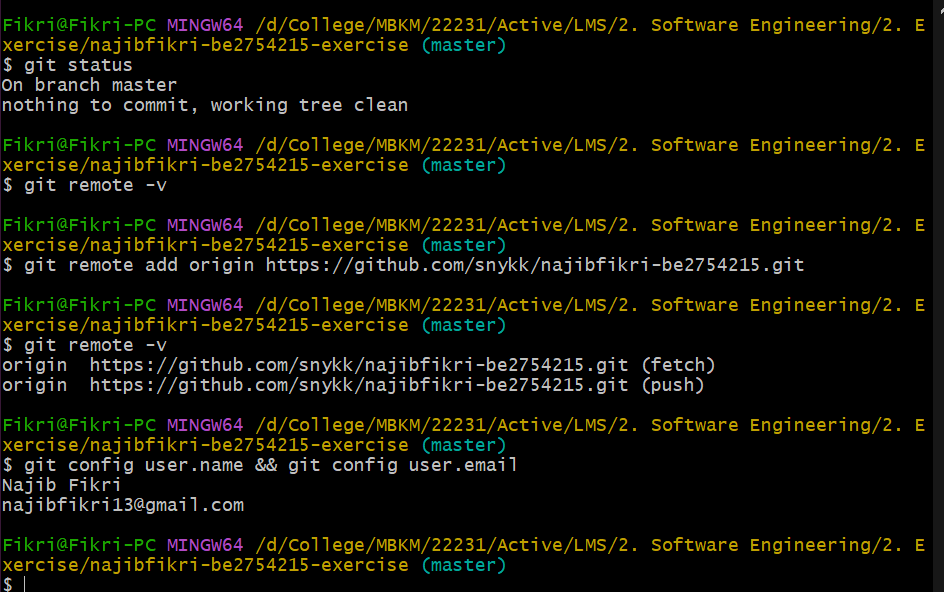 Fikri@Fikri-PC MINGW64 /d/College/MBKM/22231/Active/LMS/2. Software Engineering/2. E
xercise/najibfikri-be2754215-exercise (master)
$ git status
On branch master
nothing to commit, working tree clean
Fikri@Fikri-PC MINGW64 /d/College/MBKM/22231/Active/LMS/2. Software Engineering/2. E
xercise/najibfikri-be2754215-exercise (master)
$ git remote -v
Fikri@Fikri-PC MINGW64 /d/College/MBKM/22231/Active/LMS/2. Software Engineering/2. E
xercise/najibfikri-be2754215-exercise (master)
$ git remote add origin https://github.com/snykk/najibfikri-be2754215.git
Fikri@Fikri-PC MINGW64 /d/College/MBKM/22231/Active/LMS/2. Software Engineering/2. E
xercise/najibfikri-be2754215-exercise (master)
$ git remote -v
origin  https://github.com/snykk/najibfikri-be2754215.git (fetch)
origin  https://github.com/snykk/najibfikri-be2754215.git (push)
Fikri@Fikri-PC MINGW64 /d/College/MBKM/22231/Active/LMS/2. Software Engineering/2. E
xercise/najibfikri-be2754215-exercise (master)
$ git config user.name && git config user.email
Najib Fikri
najibfikri13@gmail.com
Fikri@Fikri-PC MINGW64 /d/College/MBKM/22231/Active/LMS/2. Software Engineering/2. E
xercise/najibfikri-be2754215-exercise (master)
$